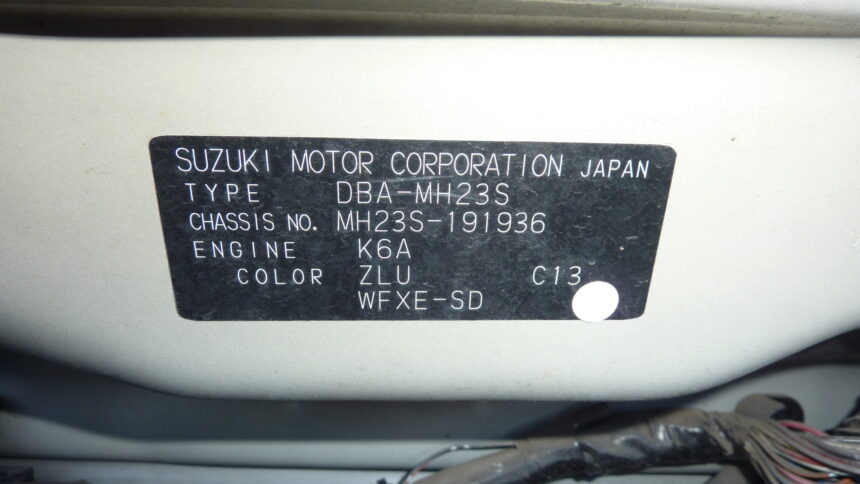 SUZUKI MOTOR CORPORATION JAPAN
TYPE DBA-MH23S
CHASSIS NO. MH23S-191936
ENGINE K6A
COLOR ZLU C13
WFXE-SD